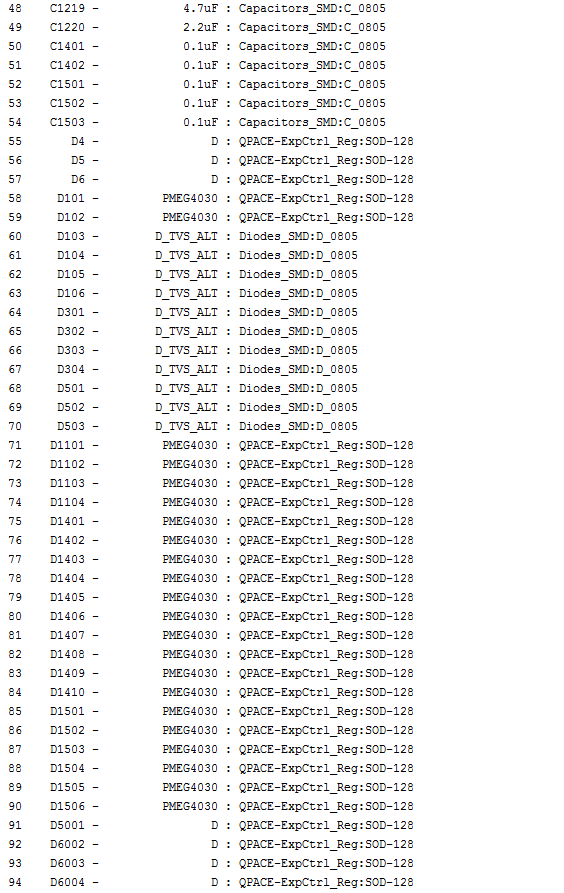 48 C1219 - 4.7uF : Capacitors_SMD:C_0805
49 C1220 - 2.2uF : Capacitors_SMD:C_0805
50 C1401 - 0.1uF : Capacitors_SMD:C_0805
51 C1402 - 0.1uF : Capacitors_SMD:C_0805
52 C1501 - 0.1uF : Capacitors_SMD:C_0805
53 C1502 - 0.1uF : Capacitors_SMD:C_0805
54 C1503 - 0.1uF : Capacitors_SMD:C_0805
55 D4 - D : QPACE-ExpCtrl_Reg:SOD-128
56 D5 - D : QPACE-ExpCtrl_Reg:SOD-128
57 D6 - D : QPACE-ExpCtrl_Reg:SOD-128
58 D101 - PMEG4030 : QPACE-ExpCtrl_Reg:SOD-128
59 D102 - PMEG4030 : QPACE-ExpCtrl_Reg:SOD-128
60 D103 - D_TVS_ALT : Diodes_SMD:D_0805
61 D104 - D_TVS_ALT : Diodes_SMD:D_0805
62 D105 - D_TVS_ALT : Diodes_SMD:D_0805
63 D106 - D_TVS_ALT : Diodes_SMD:D_0805
64 D301 - D_TVS_ALT : Diodes_SMD:D_0805
65 D302 - D_TVS_ALT : Diodes_SMD:D_0805
66 D303 - D_TVS_ALT : Diodes_SMD:D_0805
67 D304 - D_TVS_ALT : Diodes_SMD:D_0805
68 D501 - D_TVS_ALT : Diodes_SMD:D_0805
69 D502 - D_TVS_ALT : Diodes_SMD:D_0805
70 D503 - D_TVS_ALT : Diodes_SMD:D_0805
71 D1101 - PMEG4030 : QPACE-ExpCtrl_Reg:SOD-128
72 D1102 - PMEG4030 : QPACE-ExpCtrl_Reg:SOD-128
73 D1103 - PMEG4030 : QPACE-ExpCtrl_Reg:SOD-128
74 D1104 - PMEG4030 : QPACE-ExpCtrl_Reg:SOD-128
75 D1401 - PMEG4030 : QPACE-ExpCtrl_Reg:SOD-128
76 D1402 - PMEG4030 : QPACE-ExpCtrl_Reg:SOD-128
77 D1403 - PMEG4030 : QPACE-ExpCtrl_Reg:SOD-128
78 D1404 - PMEG4030 : QPACE-ExpCtrl_Reg:SOD-128
79 D1405 - PMEG4030 : QPACE-ExpCtrl_Reg:SOD-128
80 D1406 - PMEG4030 : QPACE-ExpCtrl_Reg:SOD-128
81 D1407 - PMEG4030 : QPACE-ExpCtrl_Reg:SOD-128
82 D1408 - PMEG4030 : QPACE-ExpCtrl_Reg:SOD-128
83 D1409 - PMEG4030 : QPACE-ExpCtrl_Reg:SOD-128
84 D1410 - PMEG4030 : QPACE-ExpCtrl_Reg:SOD-128
85 D1501 - PMEG4030 : QPACE-ExpCtrl_Reg:SOD-128
86 D1502 - PMEG4030 : QPACE-ExpCtrl_Reg:SOD-128
87 D1503 - PMEG4030 : QPACE-ExpCtrl_Reg:SOD-128
88 D1504 - PMEG4030 : QPACE-ExpCtrl_Reg:SOD-128
89 D1505 - PMEG4030 : QPACE-ExpCtrl_Reg:SOD-128
90 D1506 - PMEG4030 : QPACE-ExpCtrl_Reg:SOD-128
91 D5001 - D : QPACE-ExpCtrl_Reg:SOD-128
92 D6002 - D : QPACE-ExpCtrl_Reg:SOD-128
93 D6003 - D : QPACE-ExpCtrl_Reg:SOD-128
94 D6004 - D : QPACE-ExpCtrl_Reg:SOD-128